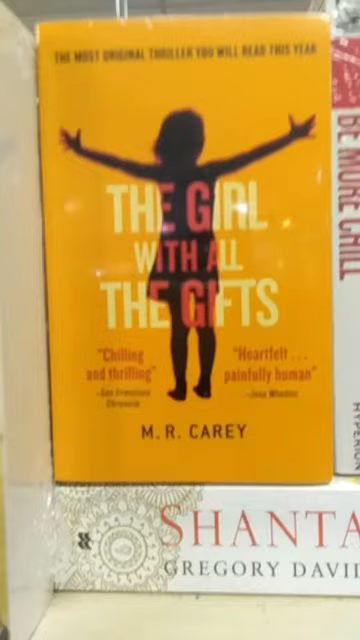 THE MOST ORIGINAL THRILLER YOU WILL READ THIS YEAR
THE GIRL
WITH ALL
THE GIFTS
"Chilling
and thrilling"
-San Francisco
Chronicle
"Heartfelt ...
painfully human"
-Joss Whedon
M. R. CAREY
BE MORE CHILL
HYPERION
SHANTA
GREGORY DAVID